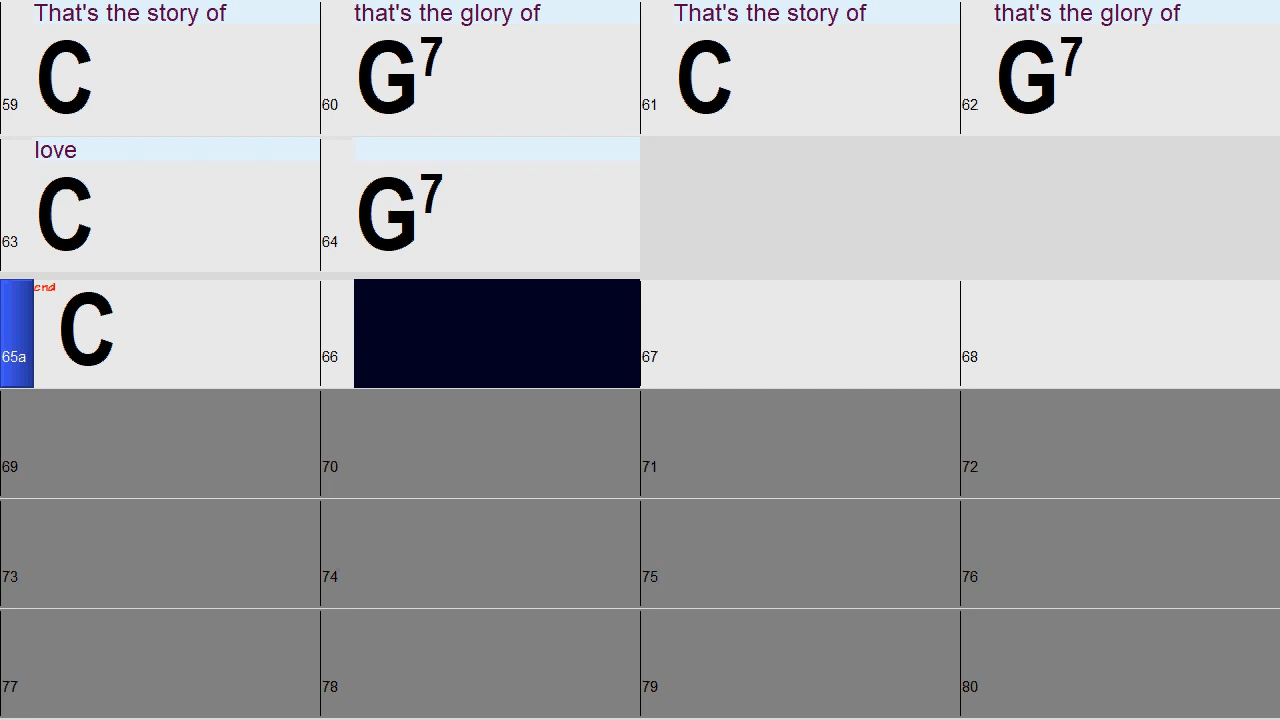 That's the story of that's the glory of That's the story of that's the glory of
59 C 60 G7 61 C 62 G7
love
63 C 64 G7
end
65a C 66 67 68
69 70 71 72
73 74 75 76
77 78 79 80